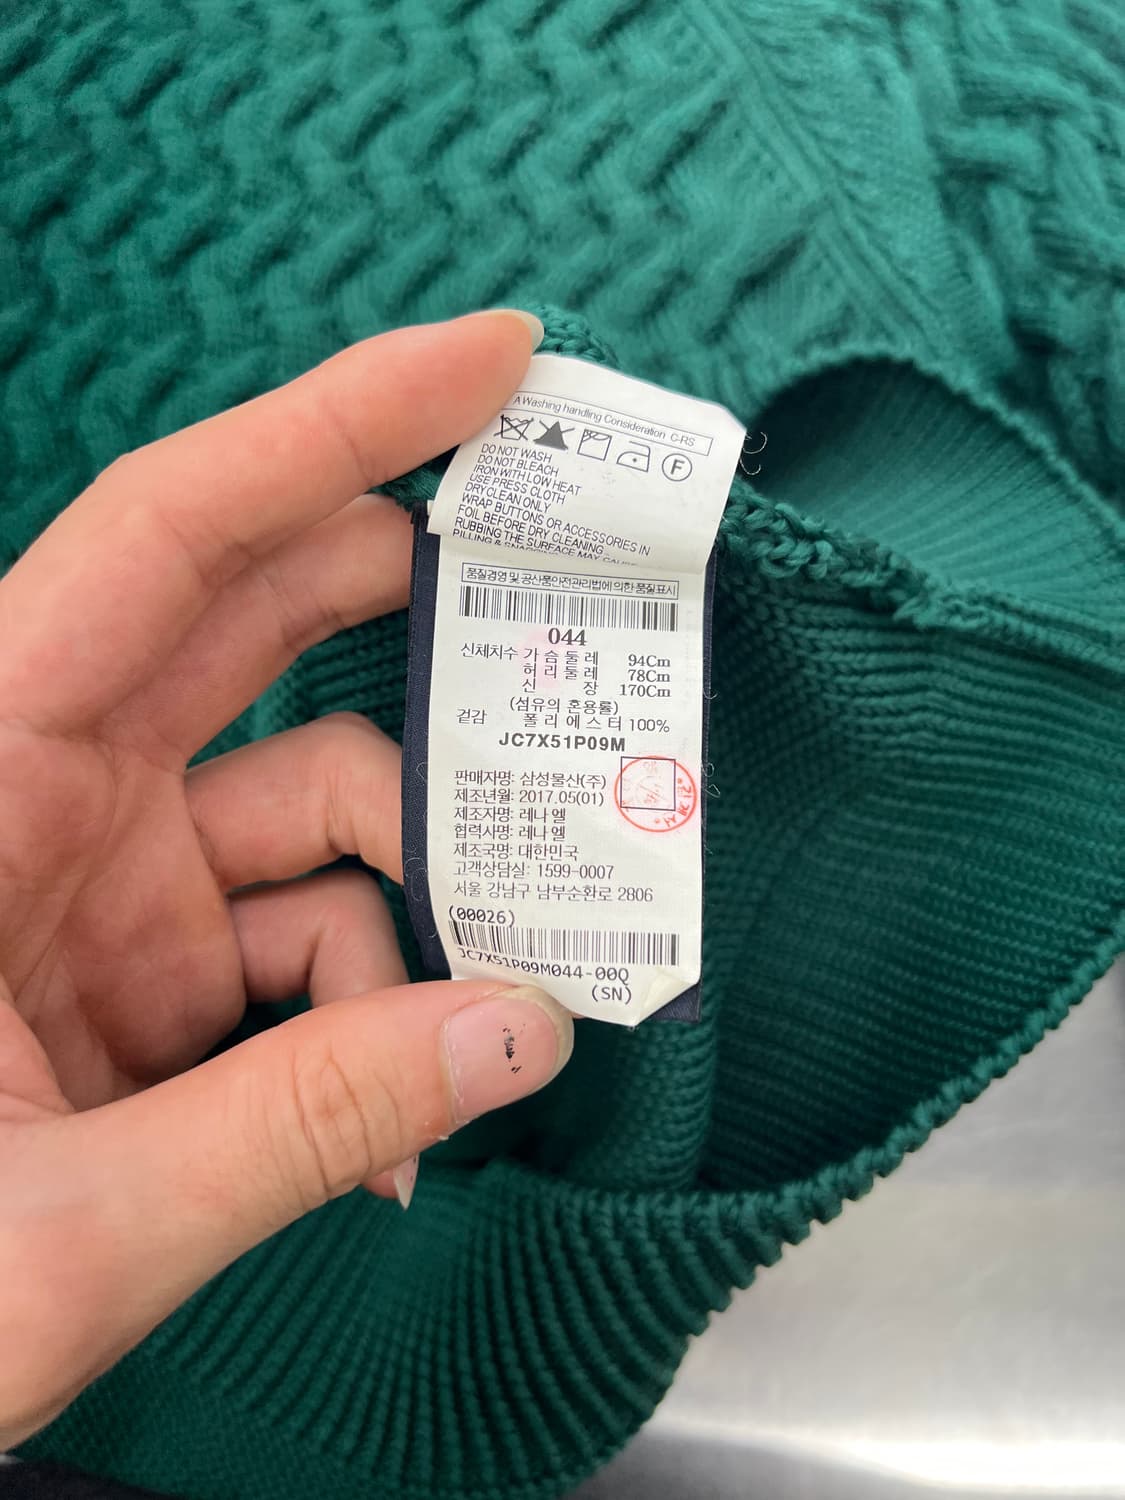 A Washing handling Consideration C-RS
F
DO NOT WASH
DO NOT BLEACH
IRON WITH LOW HEAT
USE PRESS CLOTH
DRY CLEAN ONLY
WRAP BUTTONS OR ACCESSORIES IN
FOIL BEFORE DRY CLEANING
RUBBING THE SURFACE MAY CAUSE
PILLING & SNAGGING
품질경영 및 공산품안전관리법에 의한 품질표시
044
신체치수 가 슴 둘 레 94Cm
허 리 둘 레 78Cm
신 장 170Cm
(섬유의 혼용률)
겉감 폴 리 에 스 터 100%
JC7X51P09M
판매자명: 삼성물산(주)
제조년월: 2017.05(01)
제조자명: 레나 엘
협력사명: 레나 엘
제조국명: 대한민국
고객상담실: 1599-0007
서울 강남구 남부순환로 2806
(00026)
JC7X51P09M044-00Q
(SN)